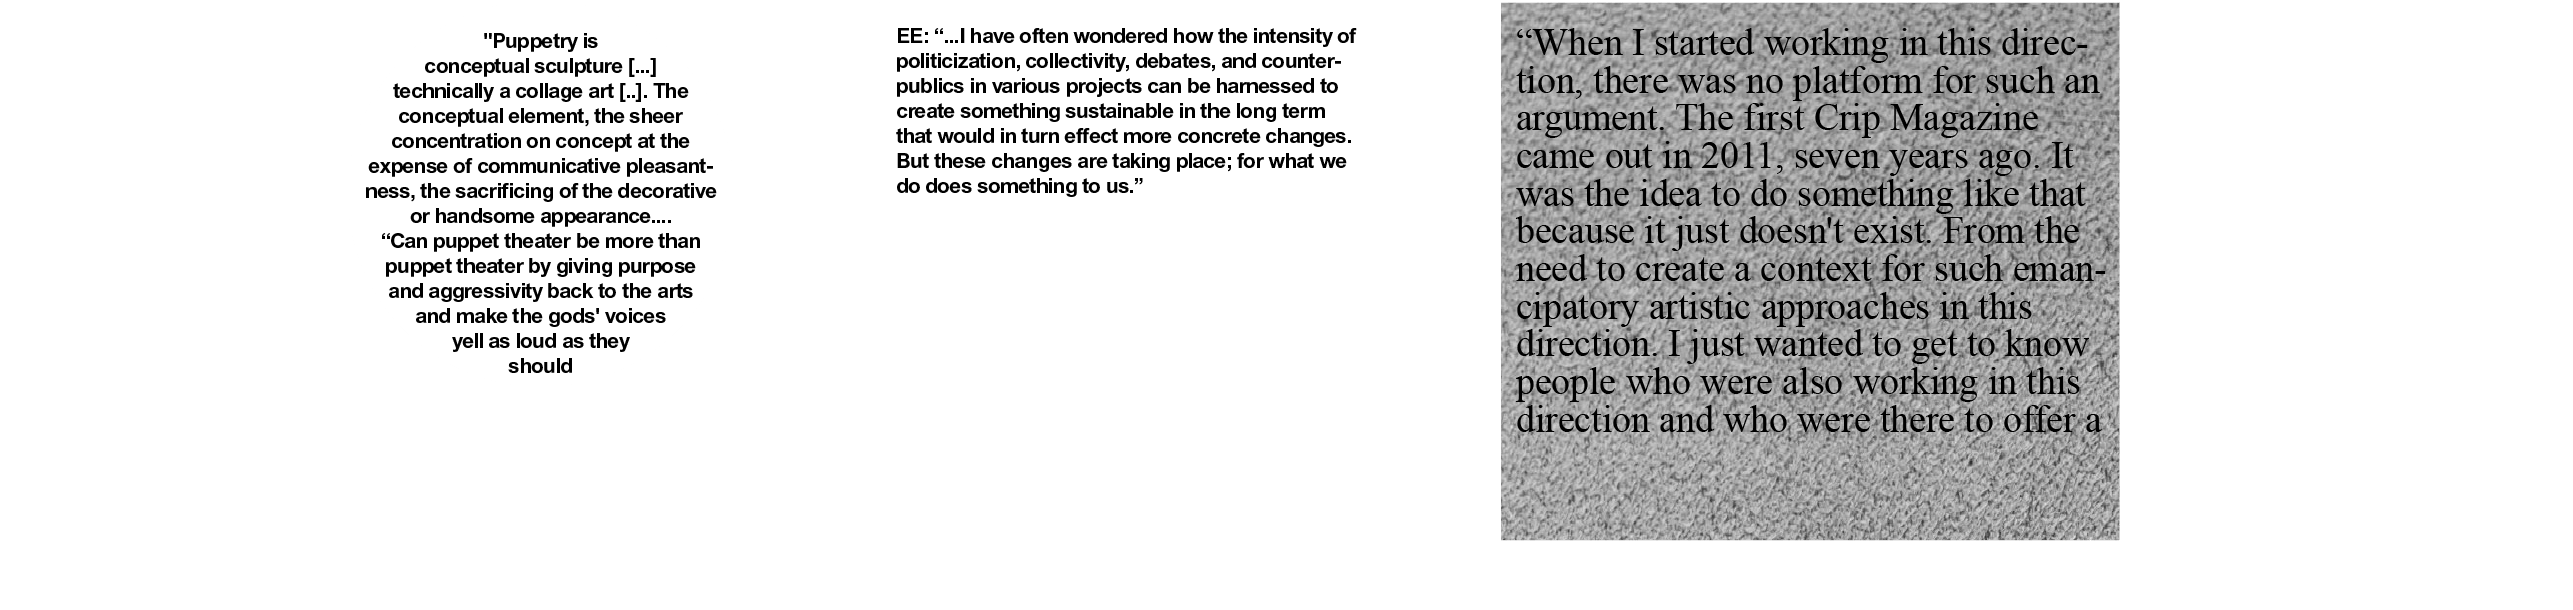 "Puppetry is
conceptual sculpture [...]
technically a collage art [..]. The
conceptual element, the sheer
concentration on concept at the
expense of communicative pleasant-
ness, the sacrificing of the decorative
or handsome appearance....
“Can puppet theater be more than
puppet theater by giving purpose
and aggressivity back to the arts
and make the gods' voices
yell as loud as they
should
EE: “...I have often wondered how the intensity of
politicization, collectivity, debates, and counter-
publics in various projects can be harnessed to
create something sustainable in the long term
that would in turn effect more concrete changes.
But these changes are taking place; for what we
do does something to us.”
“When I started working in this direc-
tion, there was no platform for such an
argument. The first Crip Magazine
came out in 2011, seven years ago. It
was the idea to do something like that
because it just doesn't exist. From the
need to create a context for such eman-
cipatory artistic approaches in this
direction. I just wanted to get to know
people who were also working in this
direction and who were there to offer a